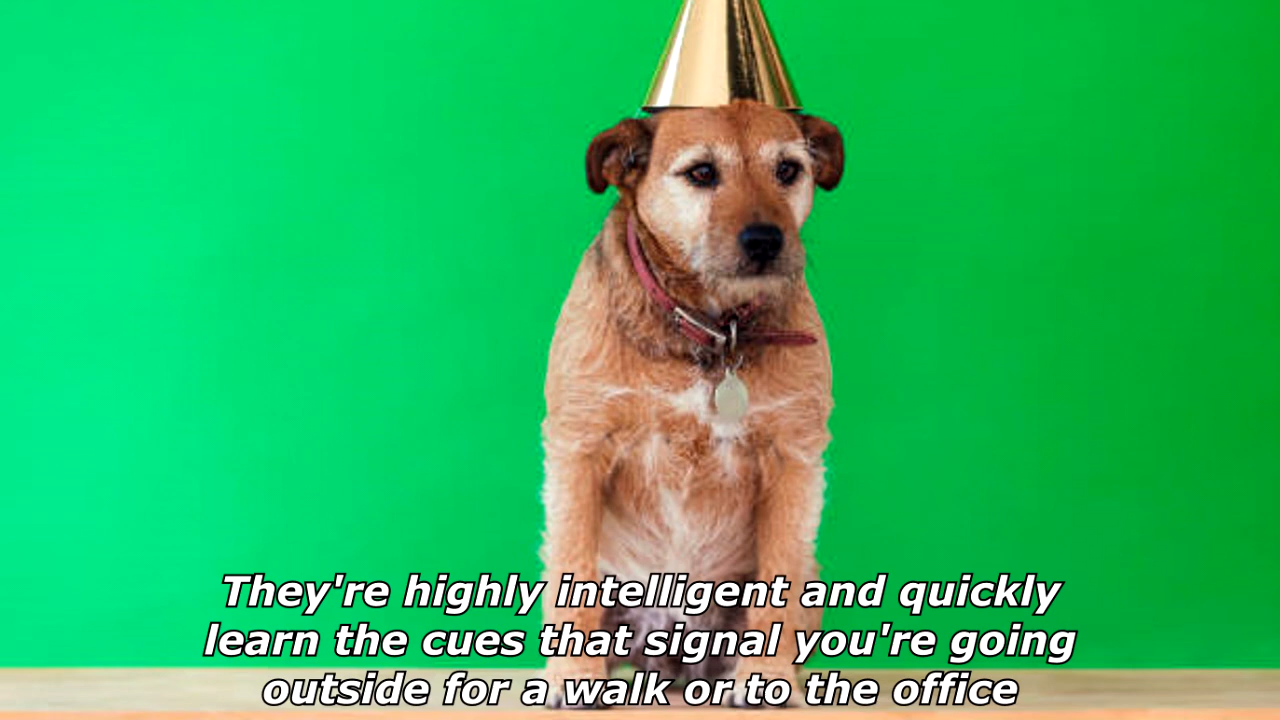 They're highly intelligent and quickly
learn the cues that signal you're going
outside for a walk or to the office